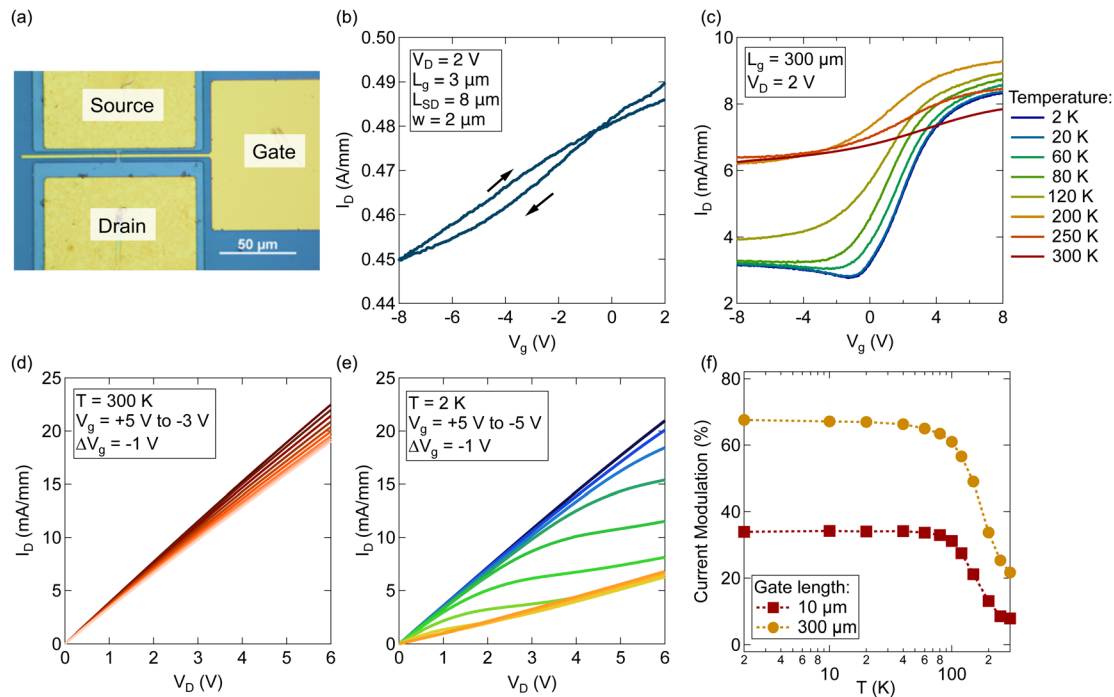 (a)
Source
Gate
Drain
50 µm
(b)
0.50
0.49
0.48
0.47
0.46
0.45
0.44
I_D (A/mm)
V_D = 2 V
L_g = 3 µm
L_SD = 8 µm
w = 2 µm
-8 -6 -4 -2 0 2
V_g (V)
(c)
10
8
6
4
2
I_D (mA/mm)
L_g = 300 µm
V_D = 2 V
-8 -4 0 4 8
V_g (V)
Temperature:
2 K
20 K
60 K
80 K
120 K
200 K
250 K
300 K
(d)
25
20
15
10
5
0
I_D (mA/mm)
T = 300 K
V_g = +5 V to -3 V
ΔV_g = -1 V
0 1 2 3 4 5 6
V_D (V)
(e)
25
20
15
10
5
0
I_D (mA/mm)
T = 2 K
V_g = +5 V to -5 V
ΔV_g = -1 V
0 1 2 3 4 5 6
V_D (V)
(f)
80
60
40
20
0
Current Modulation (%)
Gate length:
10 µm
300 µm
2 4 6 8 10 2 4 6 8 100 2
T (K)